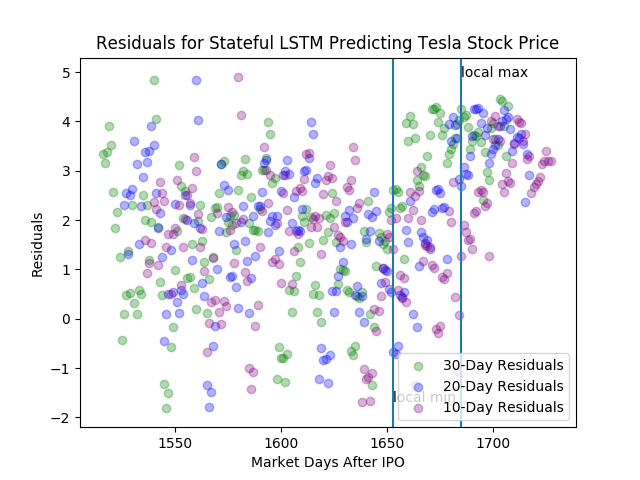 Residuals for Stateful LSTM Predicting Tesla Stock Price
local max
5
4
3
2
1
0
−1
−2
Residuals
local min
30-Day Residuals
20-Day Residuals
10-Day Residuals
1550 1600 1650 1700
Market Days After IPO